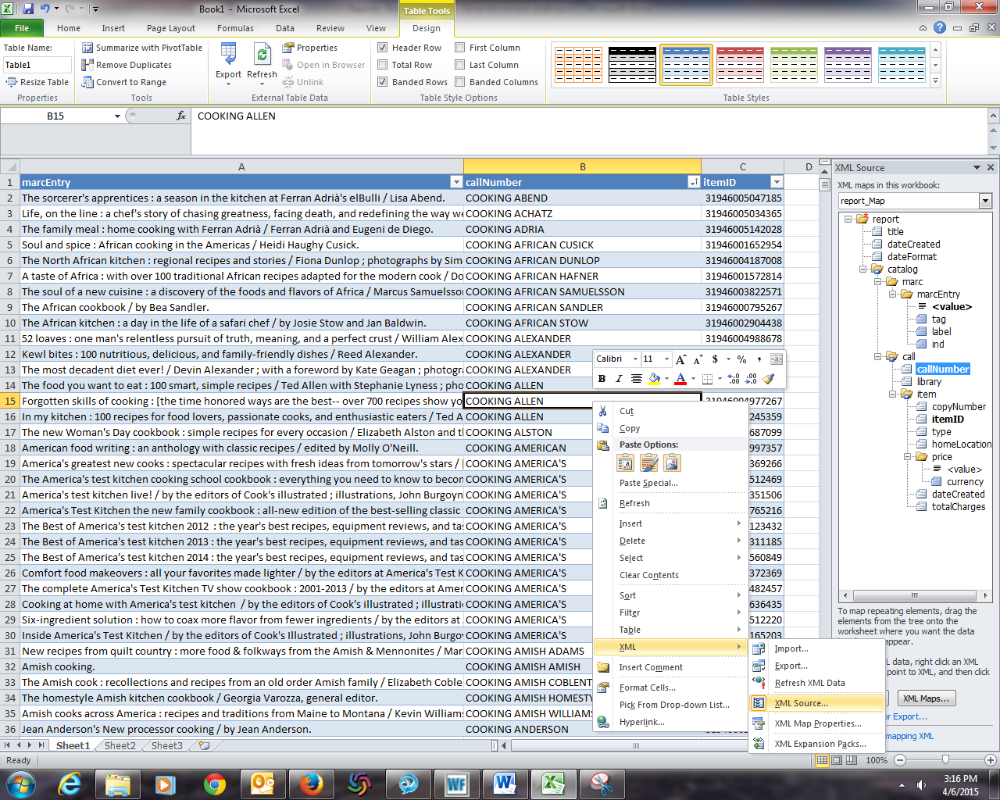 Book1 - Microsoft Excel
Table Tools
File Home Insert Page Layout Formulas Data Review View Design
Table Name:
Table1
Resize Table
Properties
Summarize with PivotTable
Remove Duplicates
Convert to Range
Tools
Export
Refresh
Properties
Open in Browser
Unlink
External Table Data
Header Row
Total Row
Banded Rows
First Column
Last Column
Banded Columns
Table Style Options
Table Styles
B15 fx COOKING ALLEN
A B C D
1 marcEntry callNumber itemID
2 The sorcerer's apprentices : a season in the kitchen at Ferran Adrià's elBulli / Lisa Abend. COOKING ABEND 31946005047185
3 Life, on the line : a chef's story of chasing greatness, facing death, and redefining the way we COOKING ACHATZ 31946005034365
4 The family meal : home cooking with Ferran Adrià / Ferran Adrià and Eugeni de Diego. COOKING ADRIA 31946005142028
5 Soul and spice : African cooking in the Americas / Heidi Haughy Cusick. COOKING AFRICAN CUSICK 31946001652954
6 The North African kitchen : regional recipes and stories / Fiona Dunlop ; photographs by Sim COOKING AFRICAN DUNLOP 31946004187008
7 A taste of Africa : with over 100 traditional African recipes adapted for the modern cook / Do COOKING AFRICAN HAFNER 31946001572814
8 The soul of a new cuisine : a discovery of the foods and flavors of Africa / Marcus Samuelsso COOKING AFRICAN SAMUELSSON 31946003822571
9 The African cookbook / by Bea Sandler. COOKING AFRICAN SANDLER 31946000795267
10 The African kitchen : a day in the life of a safari chef / by Josie Stow and Jan Baldwin. COOKING AFRICAN STOW 31946002904438
11 52 loaves : one man's relentless pursuit of truth, meaning, and a perfect crust / William Alex COOKING ALEXANDER 31946004988678
12 Kewl bites : 100 nutritious, delicious, and family-friendly dishes / Reed Alexander. COOKING ALEXANDER
13 The most decadent diet ever! / Devin Alexander ; with a foreword by Kate Geagan ; photogra COOKING ALEXANDER
14 The food you want to eat : 100 smart, simple recipes / Ted Allen with Stephanie Lyness ; pho COOKING ALLEN
15 Forgotten skills of cooking : [the time honored ways are the best-- over 700 recipes show yo COOKING ALLEN 31946004977267
16 In my kitchen : 100 recipes for food lovers, passionate cooks, and enthusiastic eaters / Ted A COOKING ALLEN 245359
17 The new Woman's Day cookbook : simple recipes for every occasion / Elizabeth Alston and th COOKING ALSTON 687099
18 American food writing : an anthology with classic recipes / edited by Molly O'Neill. COOKING AMERICAN 997357
19 America's greatest new cooks : spectacular recipes with fresh ideas from tomorrow's stars / COOKING AMERICA'S 369266
20 The America's test kitchen cooking school cookbook : everything you need to know to becom COOKING AMERICA'S 512469
21 America's test kitchen live! / by the editors of Cook's illustrated ; illustrations, John Burgoyn COOKING AMERICA'S 351506
22 America's Test Kitchen the new family cookbook : all-new edition of the best-selling classic COOKING AMERICA'S 765216
23 The Best of America's test kitchen 2012 : the year's best recipes, equipment reviews, and tas COOKING AMERICA'S 123432
24 The Best of America's test kitchen 2013 : the year's best recipes, equipment reviews, and tas COOKING AMERICA'S 311185
25 The Best of America's test kitchen 2014 : the year's best recipes, equipment reviews, and tas COOKING AMERICA'S 560849
26 Comfort food makeovers : all your favorites made lighter / by the editors at America's Test K COOKING AMERICA'S 372369
27 The complete America's Test Kitchen TV show cookbook : 2001-2013 / by the editors at Amer COOKING AMERICA'S 482457
28 Cooking at home with America's test kitchen / by the editors of Cook's illustrated ; illustrati COOKING AMERICA'S 636435
29 Six-ingredient solution : how to coax more flavor from fewer ingredients / by the editors at COOKING AMERICA'S 512220
30 Inside America's Test Kitchen / by the editors of Cook's Illustrated ; illustrations, John Burgoy COOKING AMERICA'S 165203
31 New recipes from quilt country : more food & folkways from the Amish & Mennonites / Mar COOKING AMISH ADAMS
32 Amish cooking. COOKING AMISH AMISH
33 The Amish cook : recollections and recipes from an old order Amish family / Elizabeth Coble COOKING AMISH COBLENT
34 The homestyle Amish kitchen cookbook / Georgia Varozza, general editor. COOKING AMISH HOMESTY
35 Amish cooks across America : recipes and traditions from Maine to Montana / Kevin Williams COOKING AMISH WILLIAMS
36 Jean Anderson's New processor cooking / by Jean Anderson. COOKING ANDERSON
Calibri 11 A A $ % ,
B I A .00 .00
Cut
Copy
Paste Options:
Paste Special...
Refresh
Insert
Delete
Select
Clear Contents
Sort
Filter
Table
XML
Insert Comment
Format Cells...
Pick From Drop-down List...
Hyperlink...
Import...
Export...
Refresh XML Data
XML Source...
XML Map Properties...
XML Expansion Packs...
XML Source
XML maps in this workbook:
report_Map
report
title
dateCreated
dateFormat
catalog
marc
marcEntry
<value>
tag
label
ind
call
callNumber
library
item
copyNumber
itemID
type
homeLocation
price
<value>
currency
dateCreated
totalCharges
To map repeating elements, drag the
elements from the tree onto the
worksheet where you want the data
appear.
data, right click an XML
point to XML, and then click
XML Maps...
or Export...
mapping XML
Sheet1 Sheet2 Sheet3
Ready 100%
WF
3:16 PM
4/6/2015